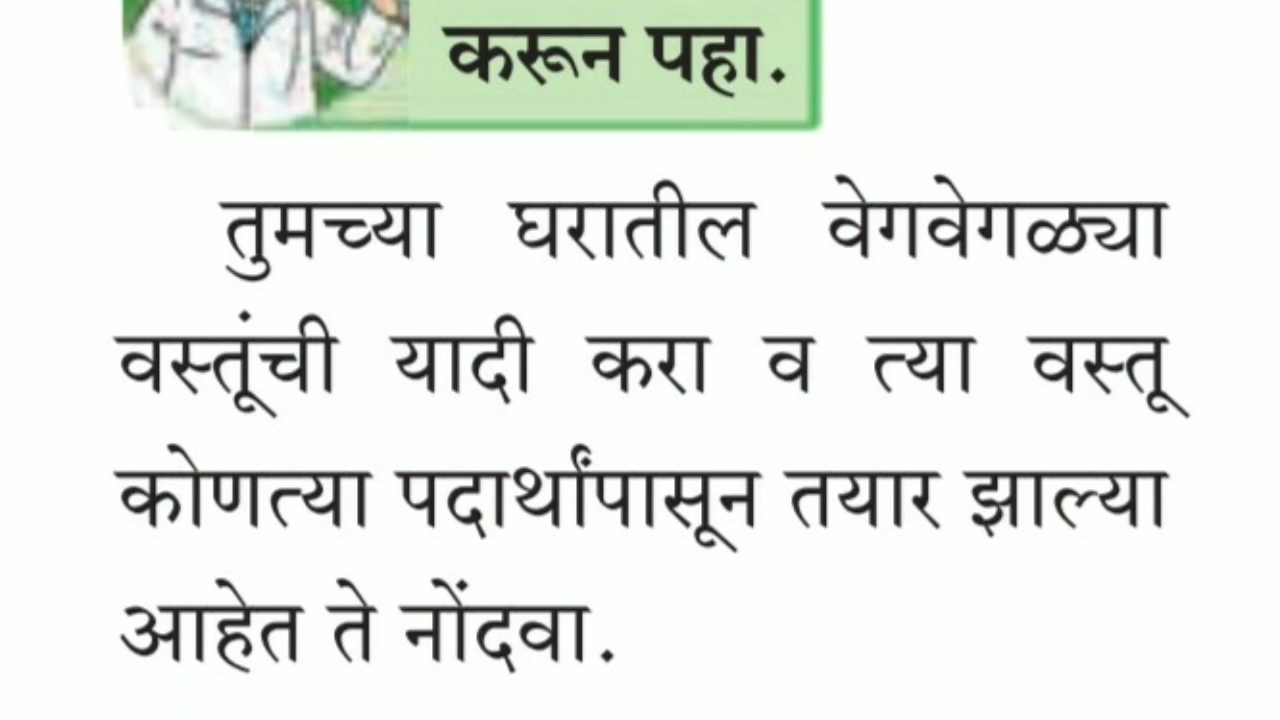 करून पहा.
तुमच्या घरातील वेगवेगळ्या
वस्तूंची यादी करा व त्या वस्तू
कोणत्या पदार्थांपासून तयार झाल्या
आहेत ते नोंदवा.